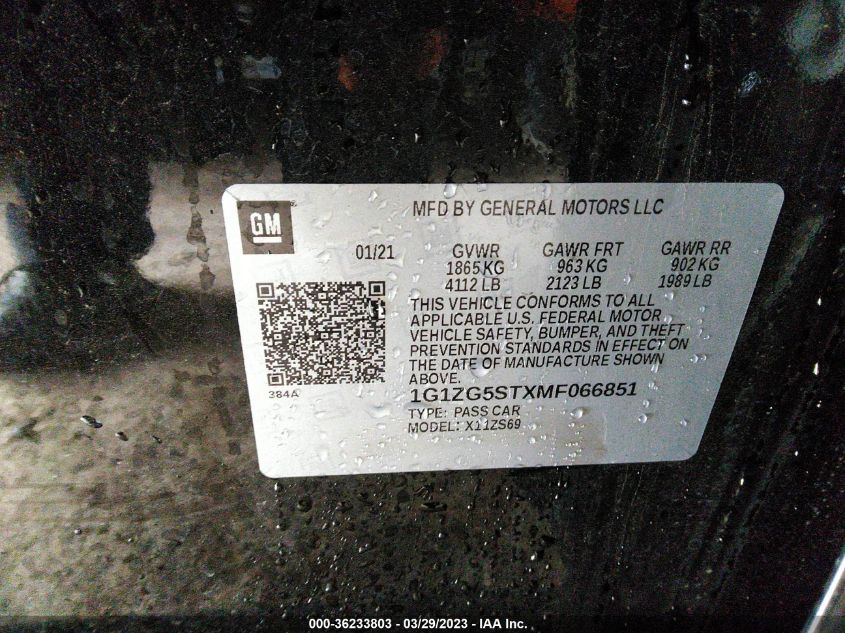 GM
MFD BY GENERAL MOTORS LLC
01/21 GVWR GAWR FRT GAWR RR
1865 KG 963 KG 902 KG
4112 LB 2123 LB 1989 LB
THIS VEHICLE CONFORMS TO ALL
APPLICABLE U.S. FEDERAL MOTOR
VEHICLE SAFETY, BUMPER, AND THEFT
PREVENTION STANDARDS IN EFFECT ON
THE DATE OF MANUFACTURE SHOWN
ABOVE.
384A
1G1ZG5STXMF066851
TYPE: PASS CAR
MODEL: X11ZS69
000-36233803 - 03/29/2023 - IAA Inc.